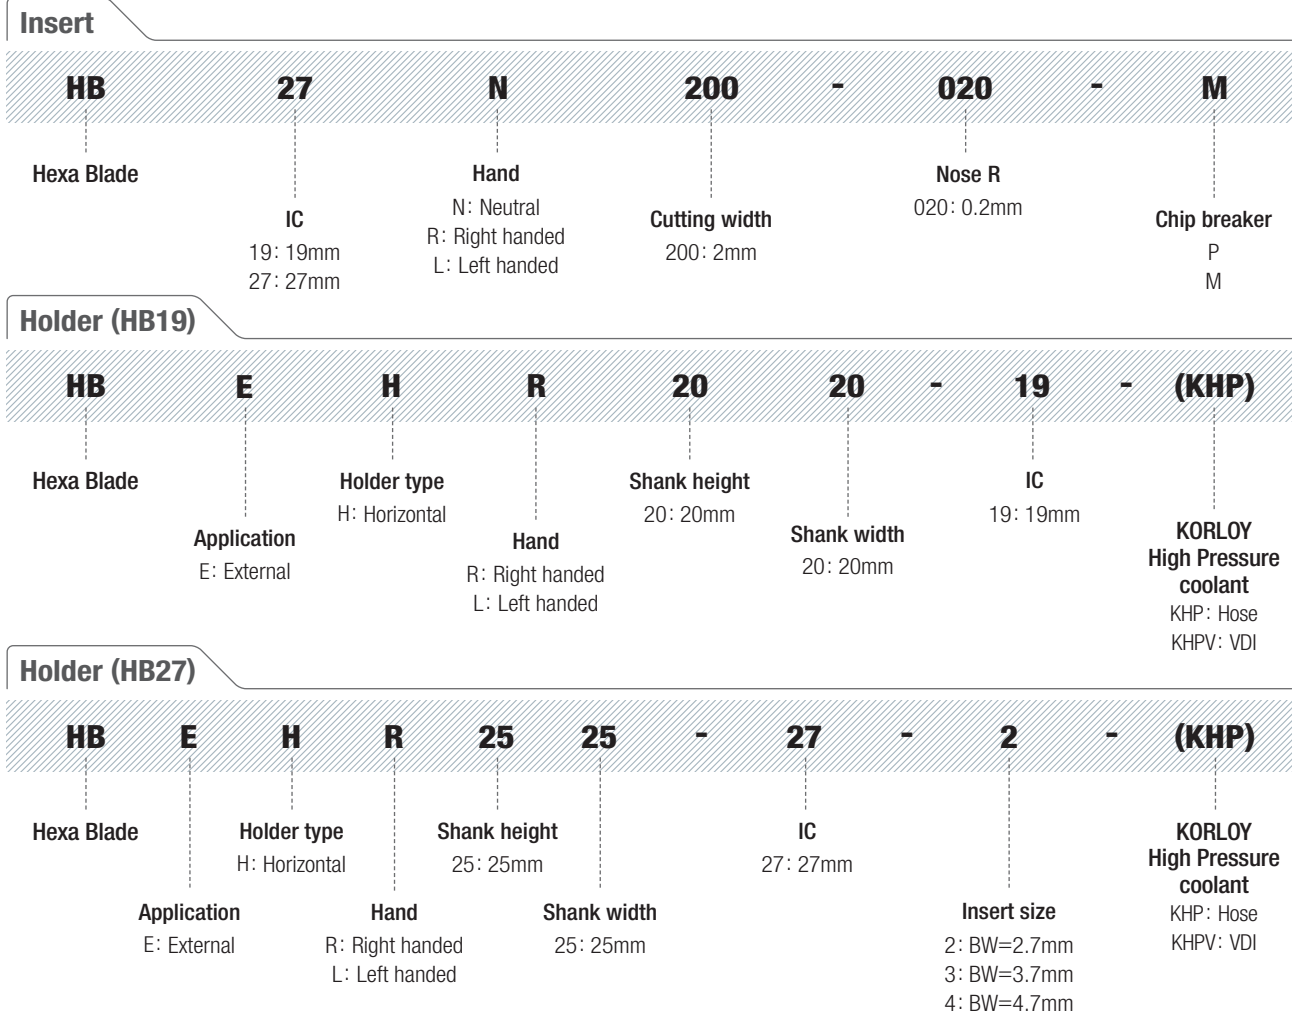 Insert
HB 27 N 200 - 020 - M
Hexa Blade
IC
19: 19mm
27: 27mm
Hand
N: Neutral
R: Right handed
L: Left handed
Cutting width
200: 2mm
Nose R
020: 0.2mm
Chip breaker
P
M
Holder (HB19)
HB E H R 20 20 - 19 - (KHP)
Hexa Blade
Application
E: External
Holder type
H: Horizontal
Hand
R: Right handed
L: Left handed
Shank height
20: 20mm
Shank width
20: 20mm
IC
19: 19mm
KORLOY
High Pressure
coolant
KHP: Hose
KHPV: VDI
Holder (HB27)
HB E H R 25 25 - 27 - 2 - (KHP)
Hexa Blade
Application
E: External
Holder type
H: Horizontal
Hand
R: Right handed
L: Left handed
Shank height
25: 25mm
Shank width
25: 25mm
IC
27: 27mm
Insert size
2: BW=2.7mm
3: BW=3.7mm
4: BW=4.7mm
KORLOY
High Pressure
coolant
KHP: Hose
KHPV: VDI